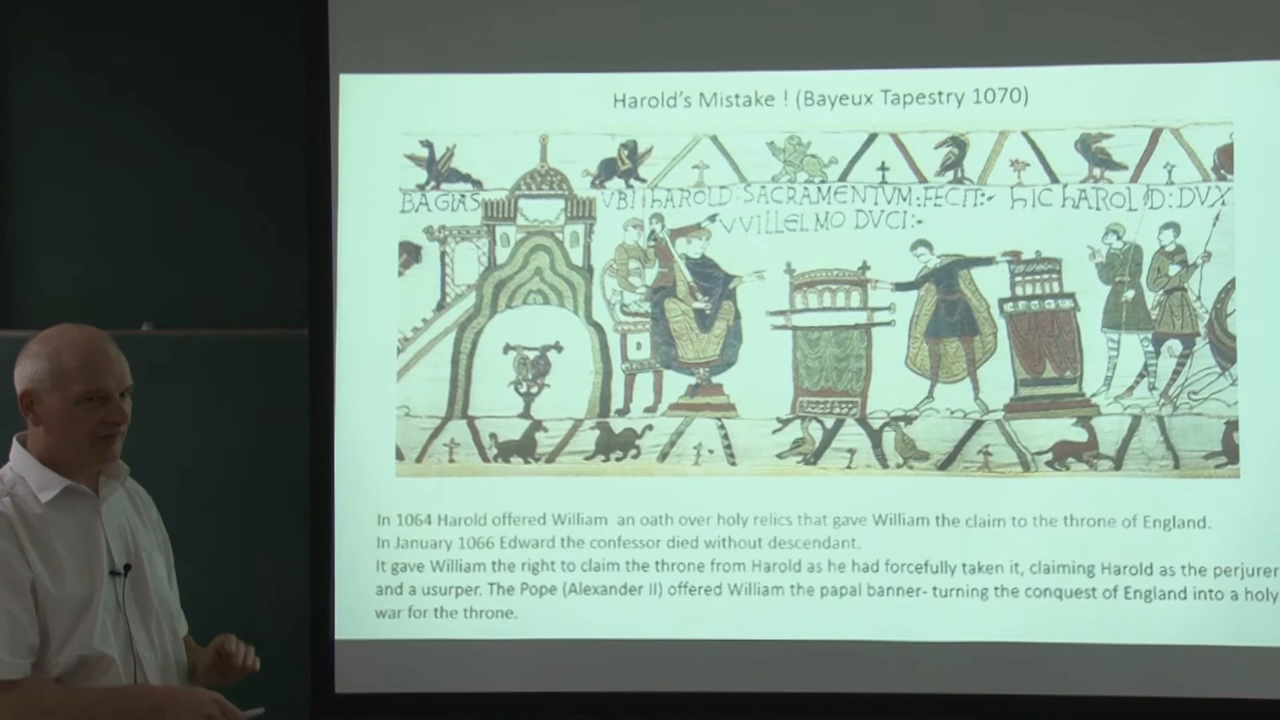 Harold's Mistake ! (Bayeux Tapestry 1070)
BAGIAS VBI hAROLD·SACRAMENTVM:FECIT:· hIC hAROLD:DVX
VVILLELMO DVCI:·
In 1064 Harold offered William an oath over holy relics that gave William the claim to the throne of England.
In January 1066 Edward the confessor died without descendant.
It gave William the right to claim the throne from Harold as he had forcefully taken it, claiming Harold as the perjurer
and a usurper. The Pope (Alexander II) offered William the papal banner- turning the conquest of England into a holy
war for the throne.